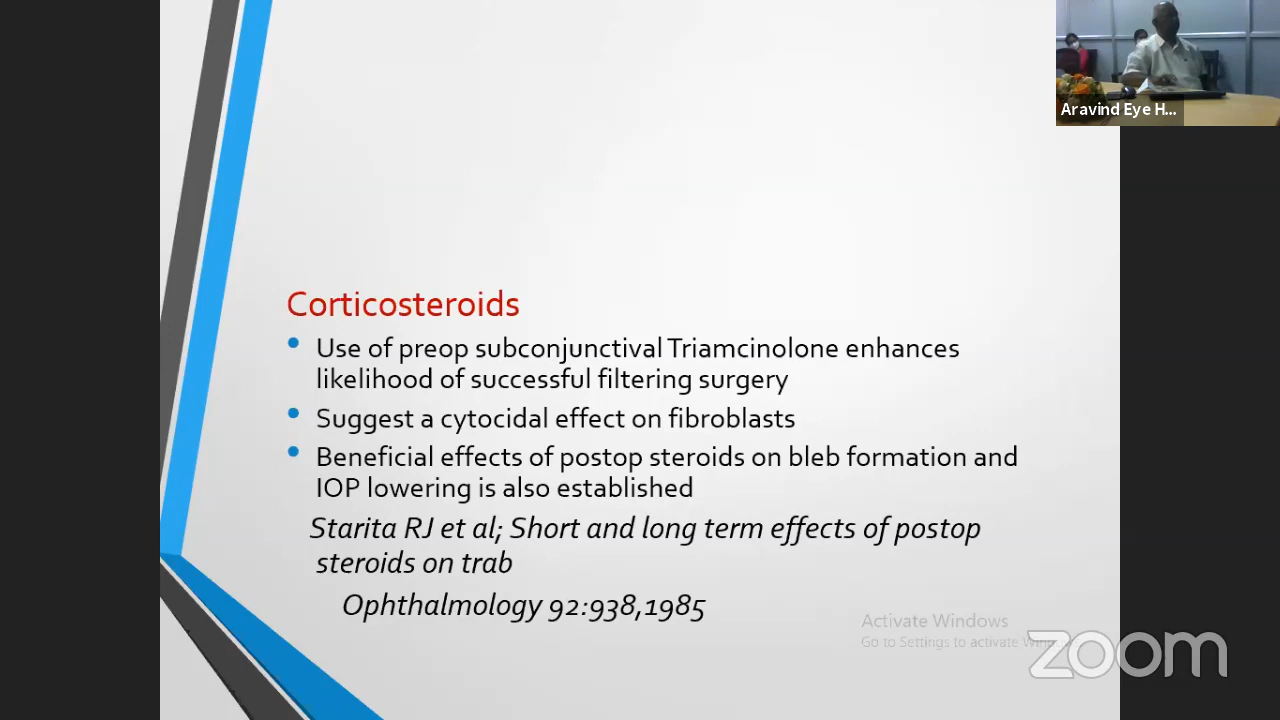 Aravind Eye H...
Corticosteroids
• Use of preop subconjunctival Triamcinolone enhances
likelihood of successful filtering surgery
• Suggest a cytocidal effect on fibroblasts
• Beneficial effects of postop steroids on bleb formation and
IOP lowering is also established
Starita RJ et al; Short and long term effects of postop
steroids on trab
Ophthalmology 92:938,1985
Activate Windows
Go to Settings to activate
zoom